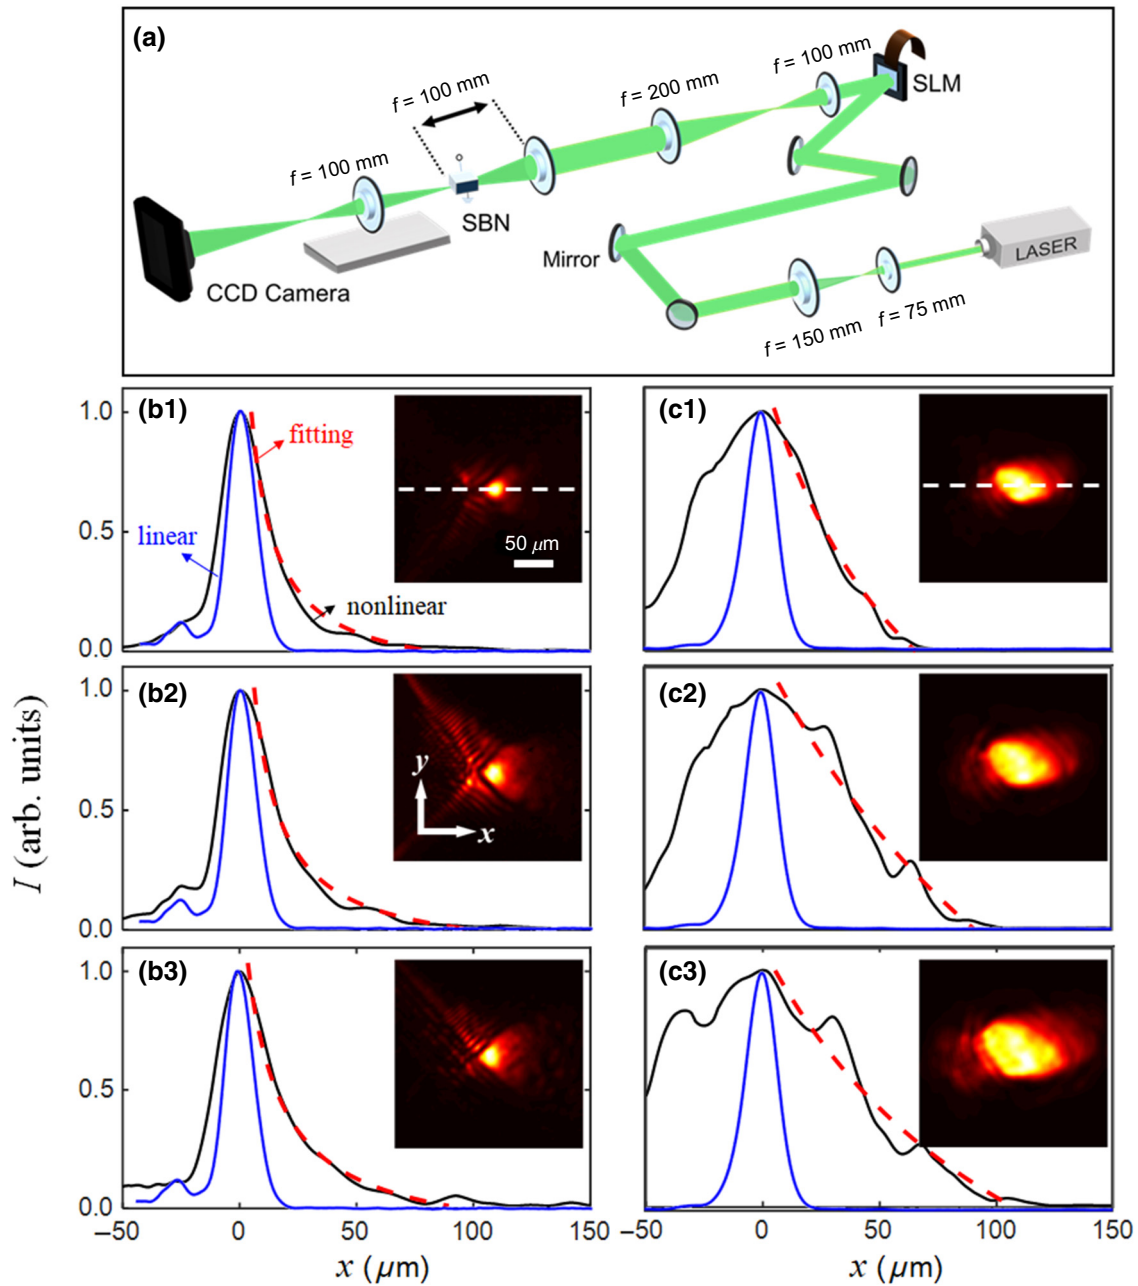 (a)
f = 100 mm
SLM
f = 200 mm
f = 100 mm
f = 100 mm
SBN
Mirror
LASER
CCD Camera
f = 150 mm
f = 75 mm
(b1)
1.0
0.5
0.0
fitting
linear
nonlinear
50 μm
(c1)
(b2)
1.0
0.5
0.0
y
x
(c2)
(b3)
1.0
0.5
0.0
−50
0
50
100
150
x (μm)
(c3)
−50
0
50
100
150
x (μm)
I (arb. units)